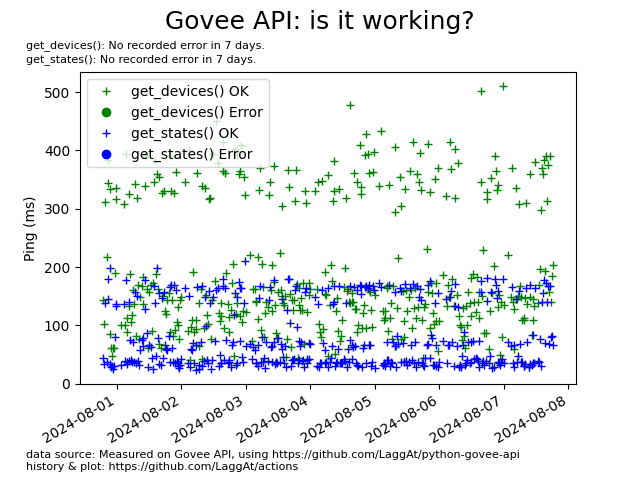 Govee API: is it working?
get_devices(): No recorded error in 7 days.
get_states(): No recorded error in 7 days.
get_devices() OK
get_devices() Error
get_states() OK
get_states() Error
Ping (ms)
500
400
300
200
100
0
2024-08-01
2024-08-02
2024-08-03
2024-08-04
2024-08-05
2024-08-06
2024-08-07
2024-08-08
data source: Measured on Govee API, using https://github.com/LaggAt/python-govee-api
history & plot: https://github.com/LaggAt/actions